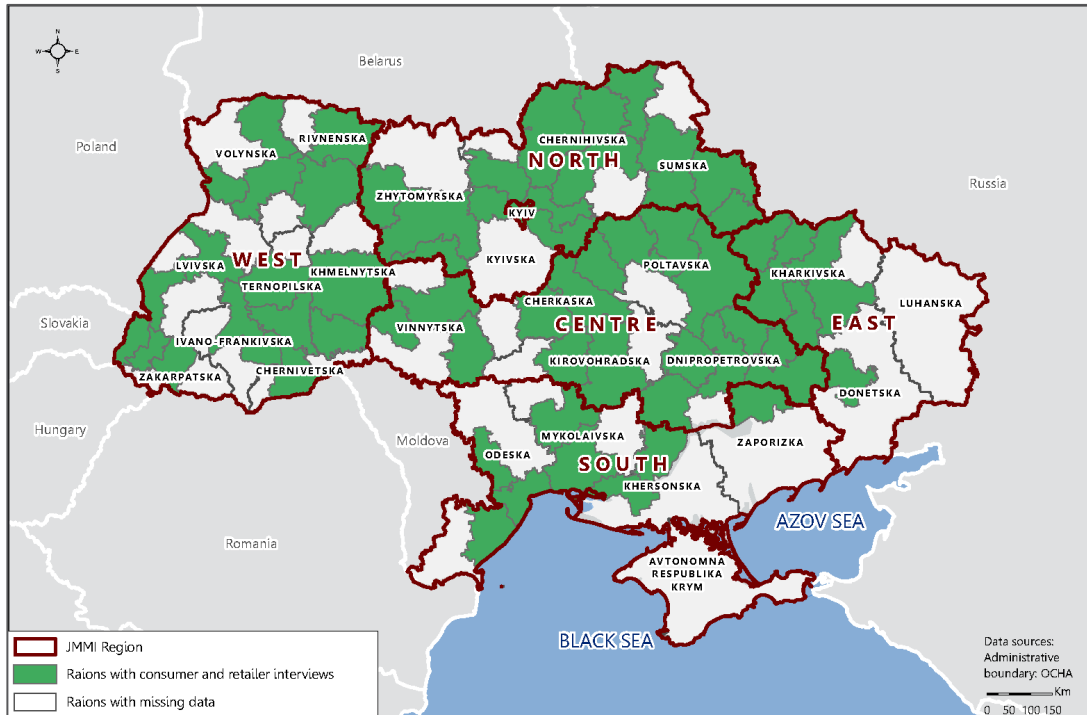 N
W E
S
Belarus
Poland
Russia
Slovakia
Hungary
Moldova
Romania
VOLYNSKA
RIVNENSKA
CHERNIHIVSKA
NORTH
SUMSKA
ZHYTOMYRSKA
KYIV
KYIVSKA
LVIVSKA
WEST
KHMELNYTSKA
TERNOPILSKA
POLTAVSKA
KHARKIVSKA
LUHANSKA
CHERKASKA
VINNYTSKA
CENTRE
EAST
IVANO-FRANKIVSKA
KIROVOHRADSKA
DNIPROPETROVSKA
ZAKARPATSKA
CHERNIVETSKA
DONETSKA
MYKOLAIVSKA
ZAPORIZKA
ODESKA
SOUTH
KHERSONSKA
AZOV SEA
AVTONOMNA
RESPUBLIKA
KRYM
BLACK SEA
JMMI Region
Raions with consumer and retailer interviews
Raions with missing data
Data sources:
Administrative
boundary: OCHA
Km
0 50 100 150